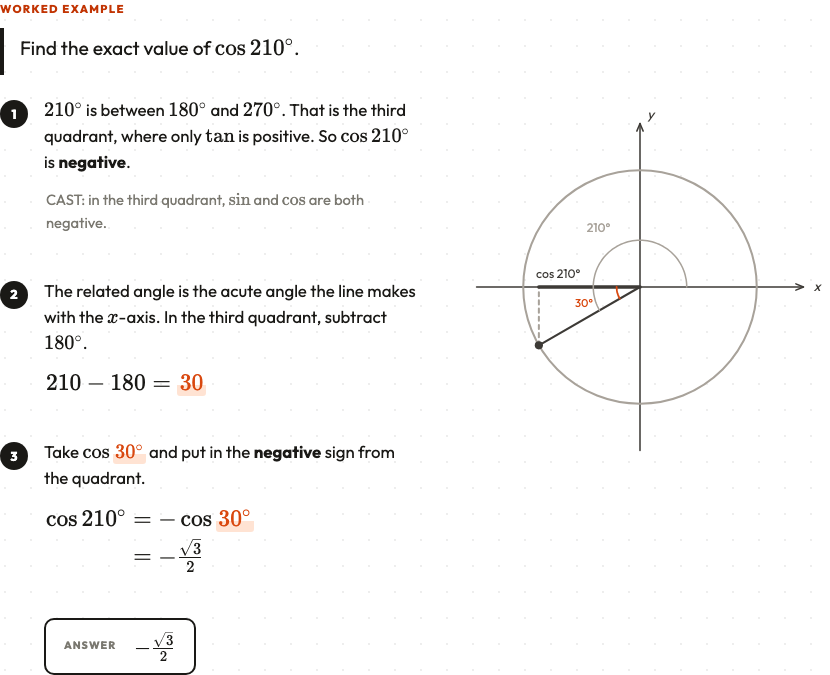 WORKED EXAMPLE
Find the exact value of cos 210°.
1
210° is between 180° and 270°. That is the third
quadrant, where only tan is positive. So cos 210°
is negative.
CAST: in the third quadrant, sin and cos are both
negative.
2
The related angle is the acute angle the line makes
with the x-axis. In the third quadrant, subtract
180°.
210 − 180 = 30
3
Take cos 30° and put in the negative sign from
the quadrant.
cos 210° = − cos 30°
= −√3/2
ANSWER −√3/2
y
210°
cos 210°
x
30°